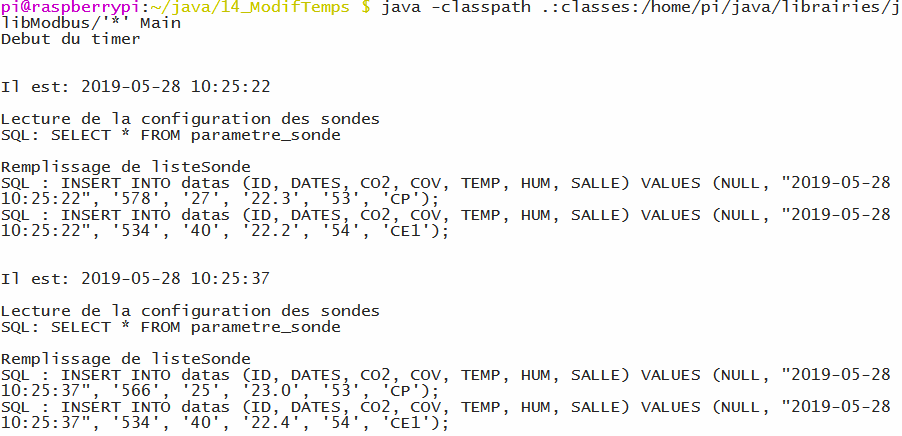 pi@raspberrypi:~/java/14_ModifTemps $ java -classpath .:classes:/home/pi/java/librairies/j
libModbus/'*' Main
Debut du timer
Il est: 2019-05-28 10:25:22
Lecture de la configuration des sondes
SQL: SELECT * FROM parametre_sonde
Remplissage de listeSonde
SQL : INSERT INTO datas (ID, DATES, CO2, COV, TEMP, HUM, SALLE) VALUES (NULL, "2019-05-28
10:25:22", '578', '27', '22.3', '53', 'CP');
SQL : INSERT INTO datas (ID, DATES, CO2, COV, TEMP, HUM, SALLE) VALUES (NULL, "2019-05-28
10:25:22", '534', '40', '22.2', '54', 'CE1');
Il est: 2019-05-28 10:25:37
Lecture de la configuration des sondes
SQL: SELECT * FROM parametre_sonde
Remplissage de listeSonde
SQL : INSERT INTO datas (ID, DATES, CO2, COV, TEMP, HUM, SALLE) VALUES (NULL, "2019-05-28
10:25:37", '566', '25', '23.0', '53', 'CP');
SQL : INSERT INTO datas (ID, DATES, CO2, COV, TEMP, HUM, SALLE) VALUES (NULL, "2019-05-28
10:25:37", '534', '40', '22.4', '54', 'CE1');